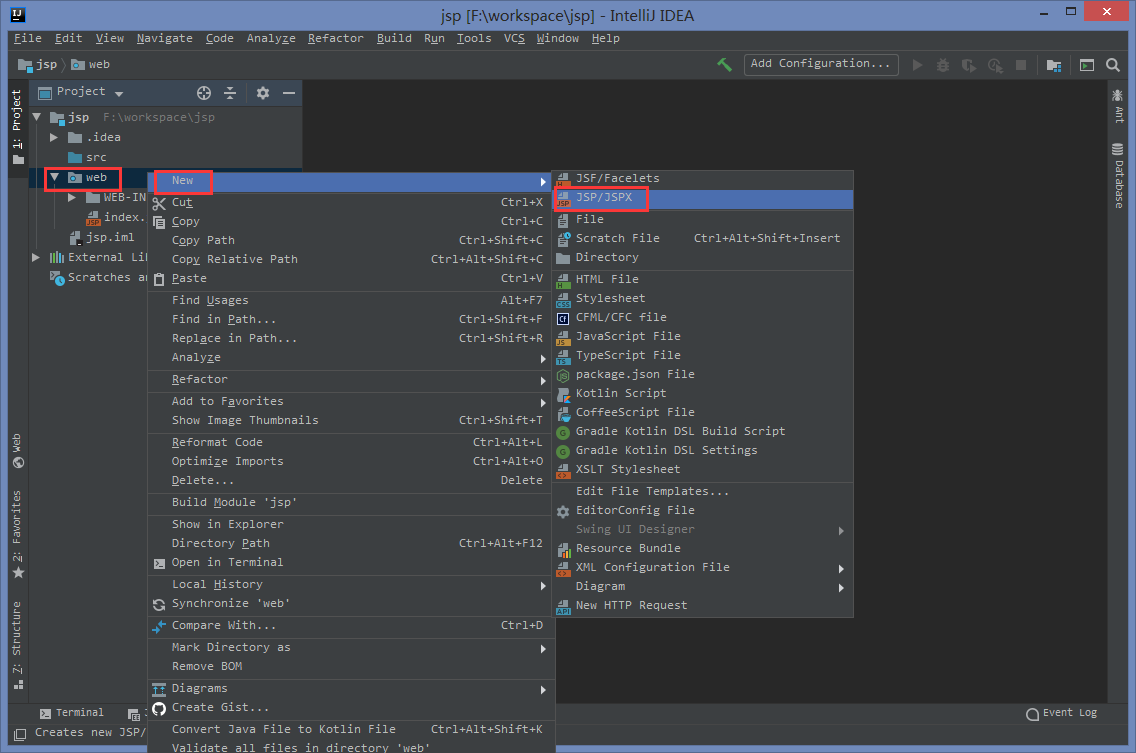 jsp [F:\workspace\jsp] - IntelliJ IDEA
File Edit View Navigate Code Analyze Refactor Build Run Tools VCS Window Help
jsp web Add Configuration...
1: Project
Project
jsp F:\workspace\jsp
.idea
src
web
WEB-IN
index.
jsp.iml
External Li
Scratches a
Web
2: Favorites
Z: Structure
New
Cut Ctrl+X
Copy Ctrl+C
Copy Path Ctrl+Shift+C
Copy Relative Path Ctrl+Alt+Shift+C
Paste Ctrl+V
Find Usages Alt+F7
Find in Path... Ctrl+Shift+F
Replace in Path... Ctrl+Shift+R
Analyze
Refactor
Add to Favorites
Show Image Thumbnails Ctrl+Shift+T
Reformat Code Ctrl+Alt+L
Optimize Imports Ctrl+Alt+O
Delete... Delete
Build Module 'jsp'
Show in Explorer
Directory Path Ctrl+Alt+F12
Open in Terminal
Local History
Synchronize 'web'
Compare With... Ctrl+D
Mark Directory as
Remove BOM
Diagrams
Create Gist...
Convert Java File to Kotlin File Ctrl+Alt+Shift+K
Validate all files in directory 'web'
JSF/Facelets
JSP/JSPX
File
Scratch File Ctrl+Alt+Shift+Insert
Directory
HTML File
Stylesheet
CFML/CFC file
JavaScript File
TypeScript File
package.json File
Kotlin Script
CoffeeScript File
Gradle Kotlin DSL Build Script
Gradle Kotlin DSL Settings
XSLT Stylesheet
Edit File Templates...
EditorConfig File
Swing UI Designer
Resource Bundle
XML Configuration File
Diagram
New HTTP Request
Ant
Database
Terminal
Event Log
Creates new JSP/